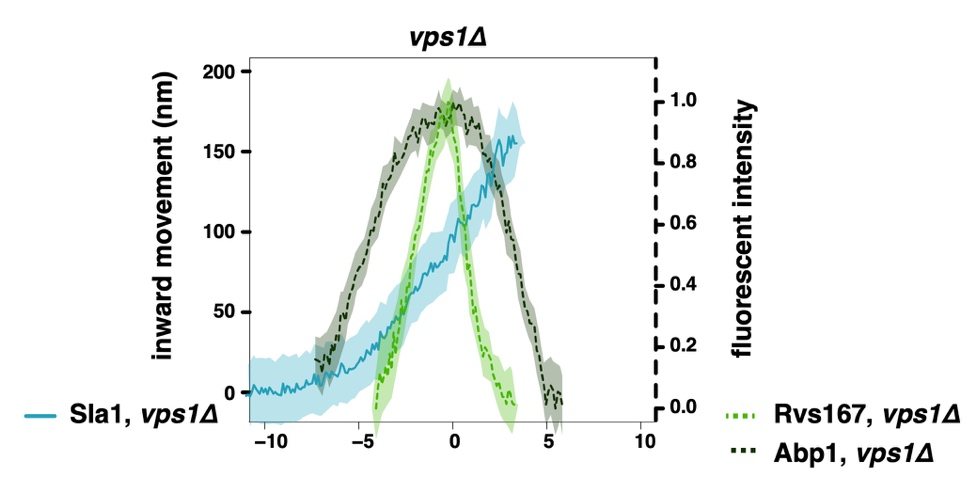 vps1Δ
inward movement (nm)
200
150
100
50
0
1.0
0.8
0.6
0.4
0.2
0.0
fluorescent intensity
−10
−5
0
5
10
Sla1, vps1Δ
Rvs167, vps1Δ
Abp1, vps1Δ